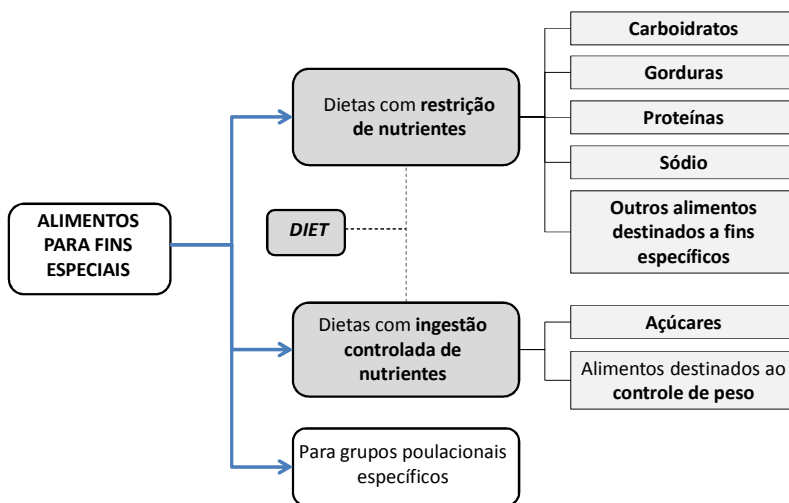 ALIMENTOS
PARA FINS
ESPECIAIS
Dietas com restrição
de nutrientes
Carboidratos
Gorduras
Proteínas
Sódio
Outros alimentos
destinados a fins
específicos
DIET
Dietas com ingestão
controlada de
nutrientes
Açúcares
Alimentos destinados ao
controle de peso
Para grupos poulacionais
específicos